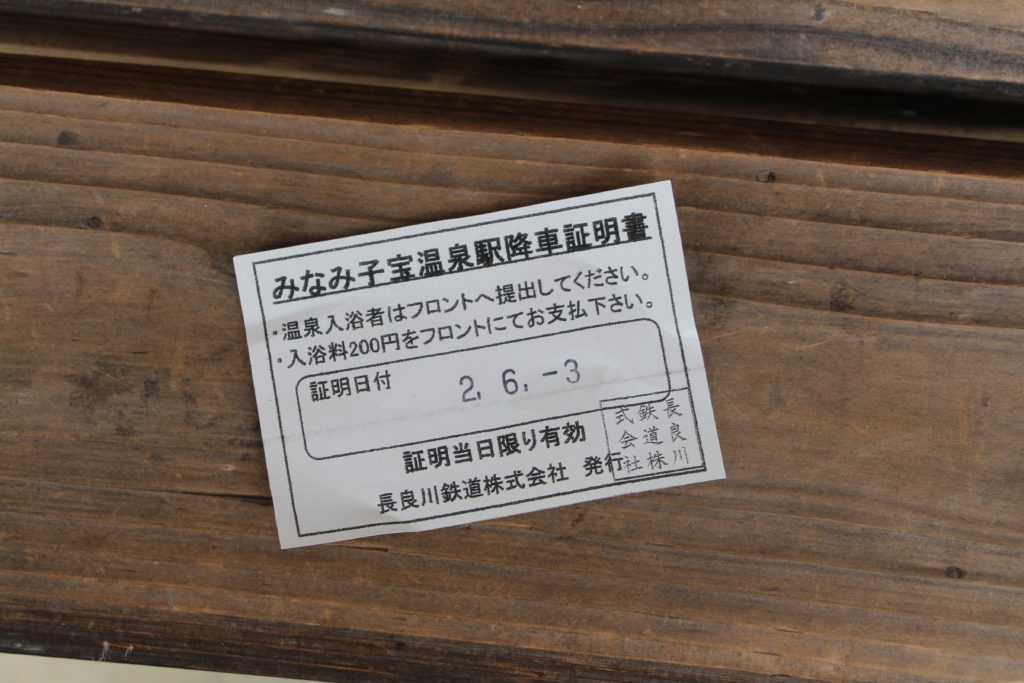 みなみ子宝温泉駅降車証明書
・温泉入浴者はフロントへ提出してください。
・入浴料200円をフロントにてお支払下さい。
証明日付 2. 6. -3
証明当日限り有効
長良川鉄道株式会社 発行
長良川
鉄道株
式会社